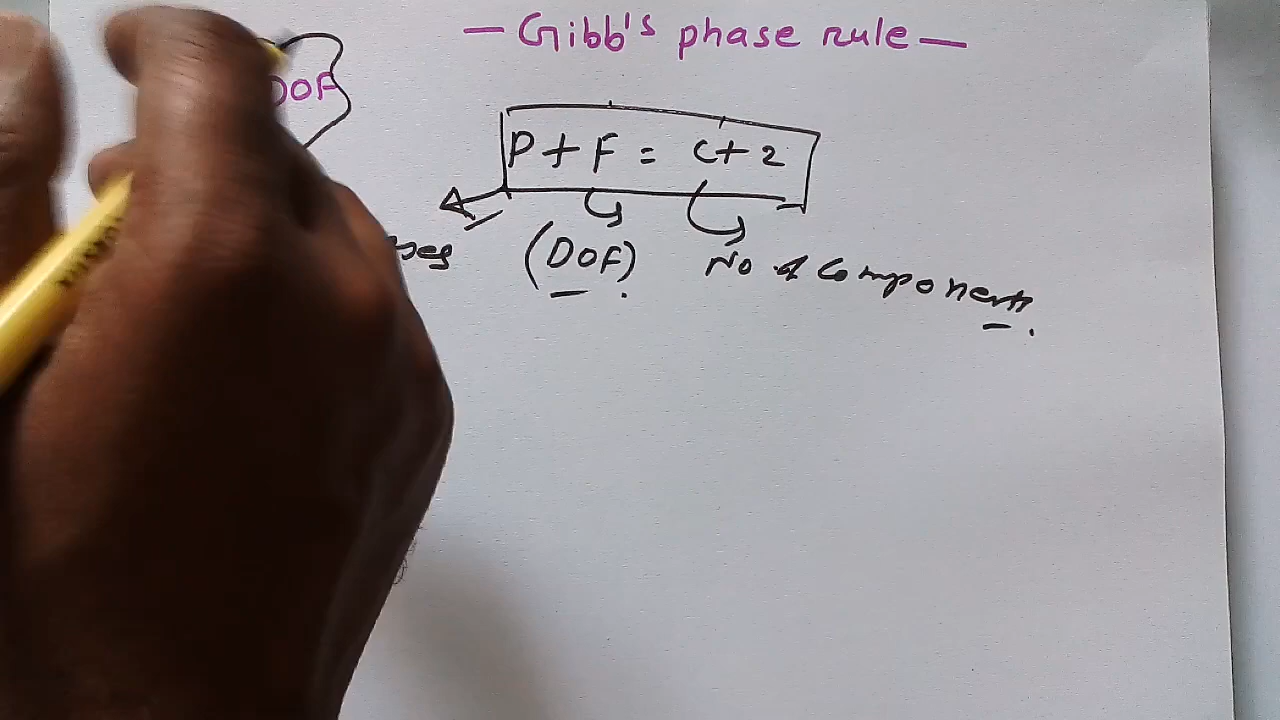 — Gibb's phase rule —
DOF
P + F = C + 2
(DOF)
No of Components.